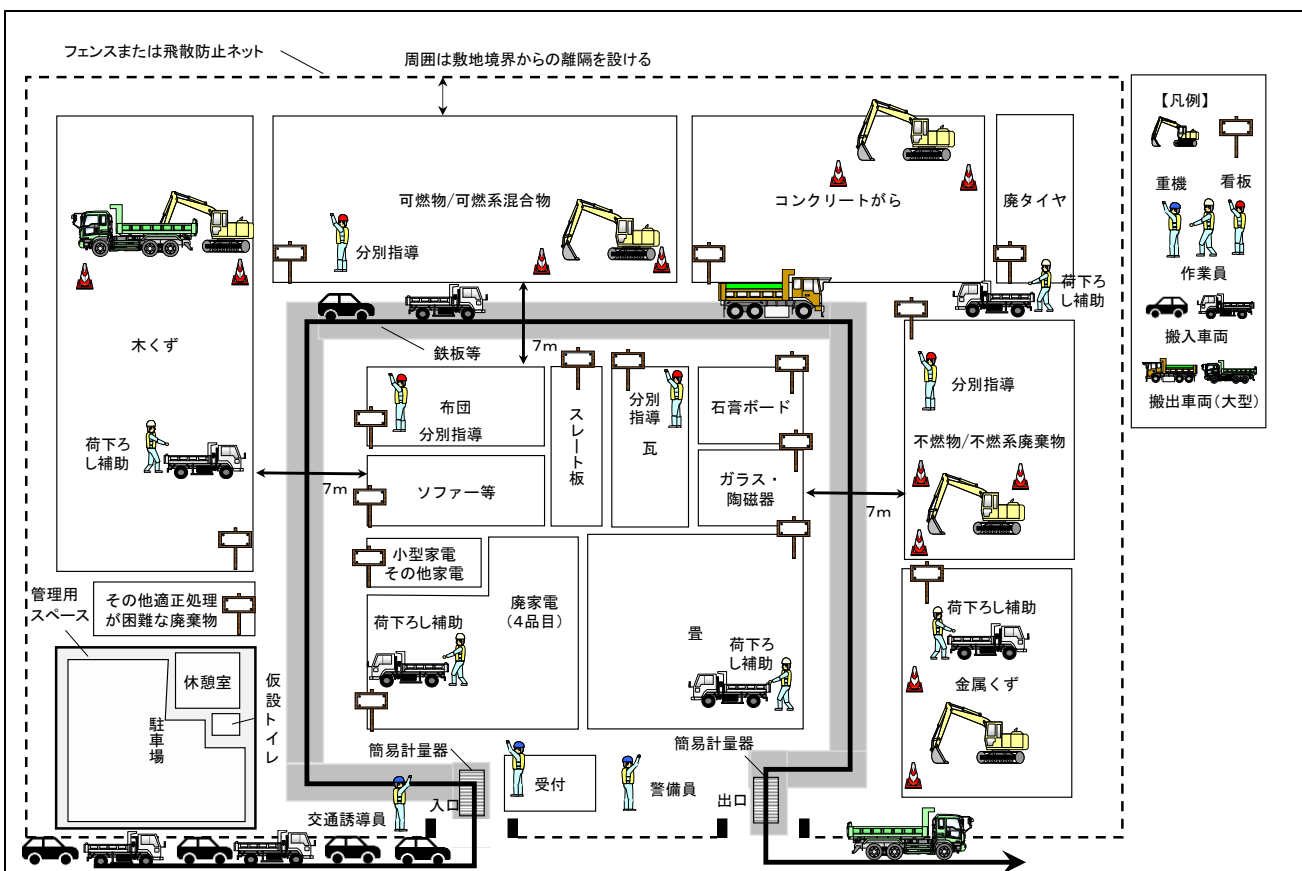 フェンスまたは飛散防止ネット
周囲は敷地境界からの離隔を設ける
【凡例】
重機
看板
作業員
搬入車両
搬出車両(大型)
可燃物/可燃系混合物
分別指導
コンクリートがら
廃タイヤ
荷下ろ
し補助
木くず
鉄板等
7m
布団
分別指導
スレート板
分別
指導
瓦
石膏ボード
分別指導
不燃物/不燃系廃棄物
荷下ろ
し補助
7m
ソファー等
ガラス・
陶磁器
7m
小型家電
その他家電
廃家電
(4品目)
荷下ろし補助
畳
荷下ろ
し補助
荷下ろし補助
金属くず
管理用
スペース
その他適正処理
が困難な廃棄物
休憩室
仮設トイレ
駐車場
簡易計量器
簡易計量器
入口
受付
警備員
出口
交通誘導員